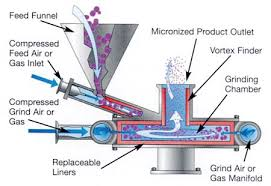 Feed Funnel
Compressed
Feed Air or
Gas Inlet
Compressed
Grind Air or
Gas
Replaceable
Liners
Micronized Product Outlet
Vortex Finder
Grinding
Chamber
Grind Air or
Gas Manifold